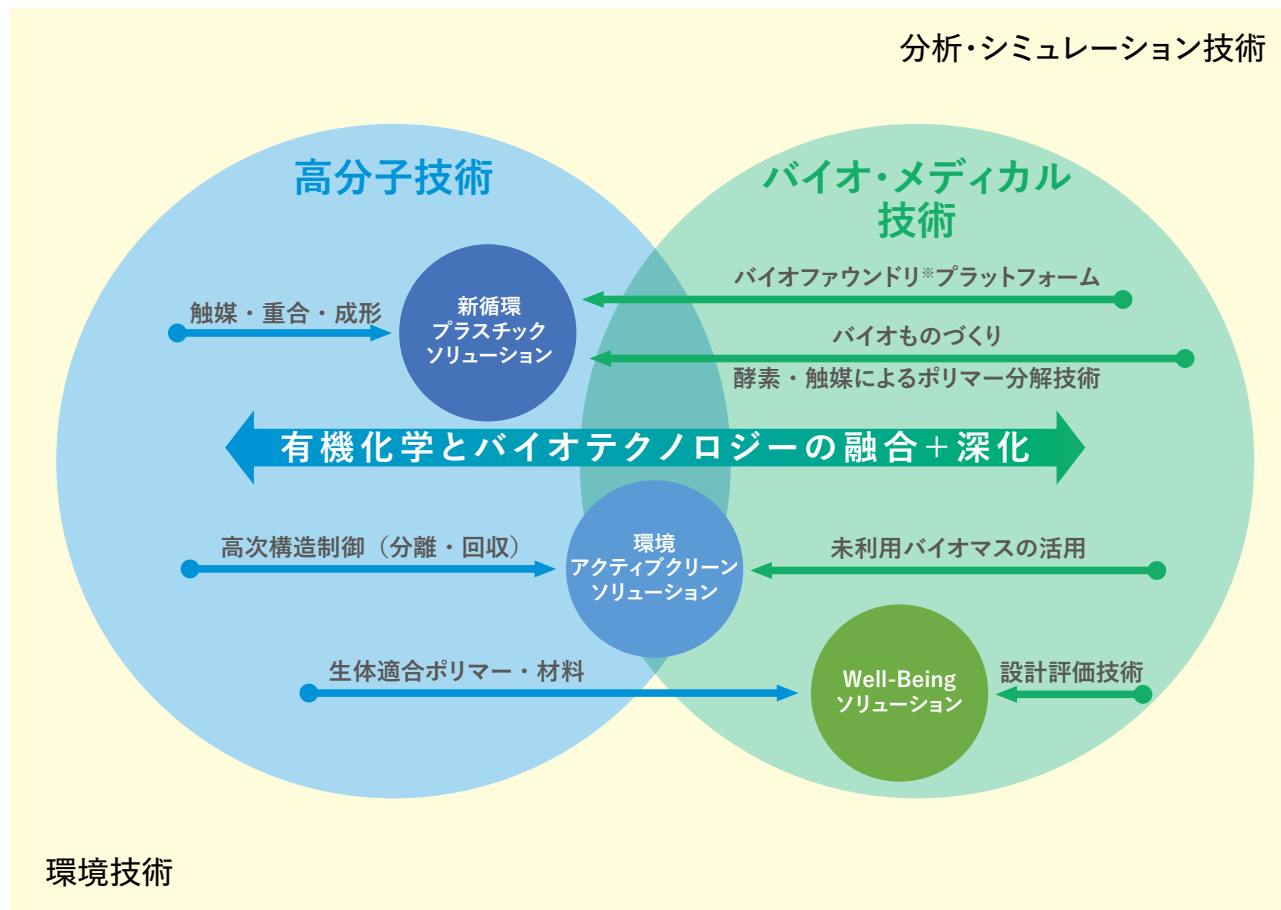 分析・シミュレーション技術
高分子技術
バイオ・メディカル
技術
バイオファウンドリ※プラットフォーム
触媒・重合・成形
新循環
プラスチック
ソリューション
バイオものづくり
酵素・触媒によるポリマー分解技術
有機化学とバイオテクノロジーの融合＋深化
高次構造制御（分離・回収）
環境
アクティブクリーン
ソリューション
未利用バイオマスの活用
生体適合ポリマー・材料
Well-Being
ソリューション
設計評価技術
環境技術